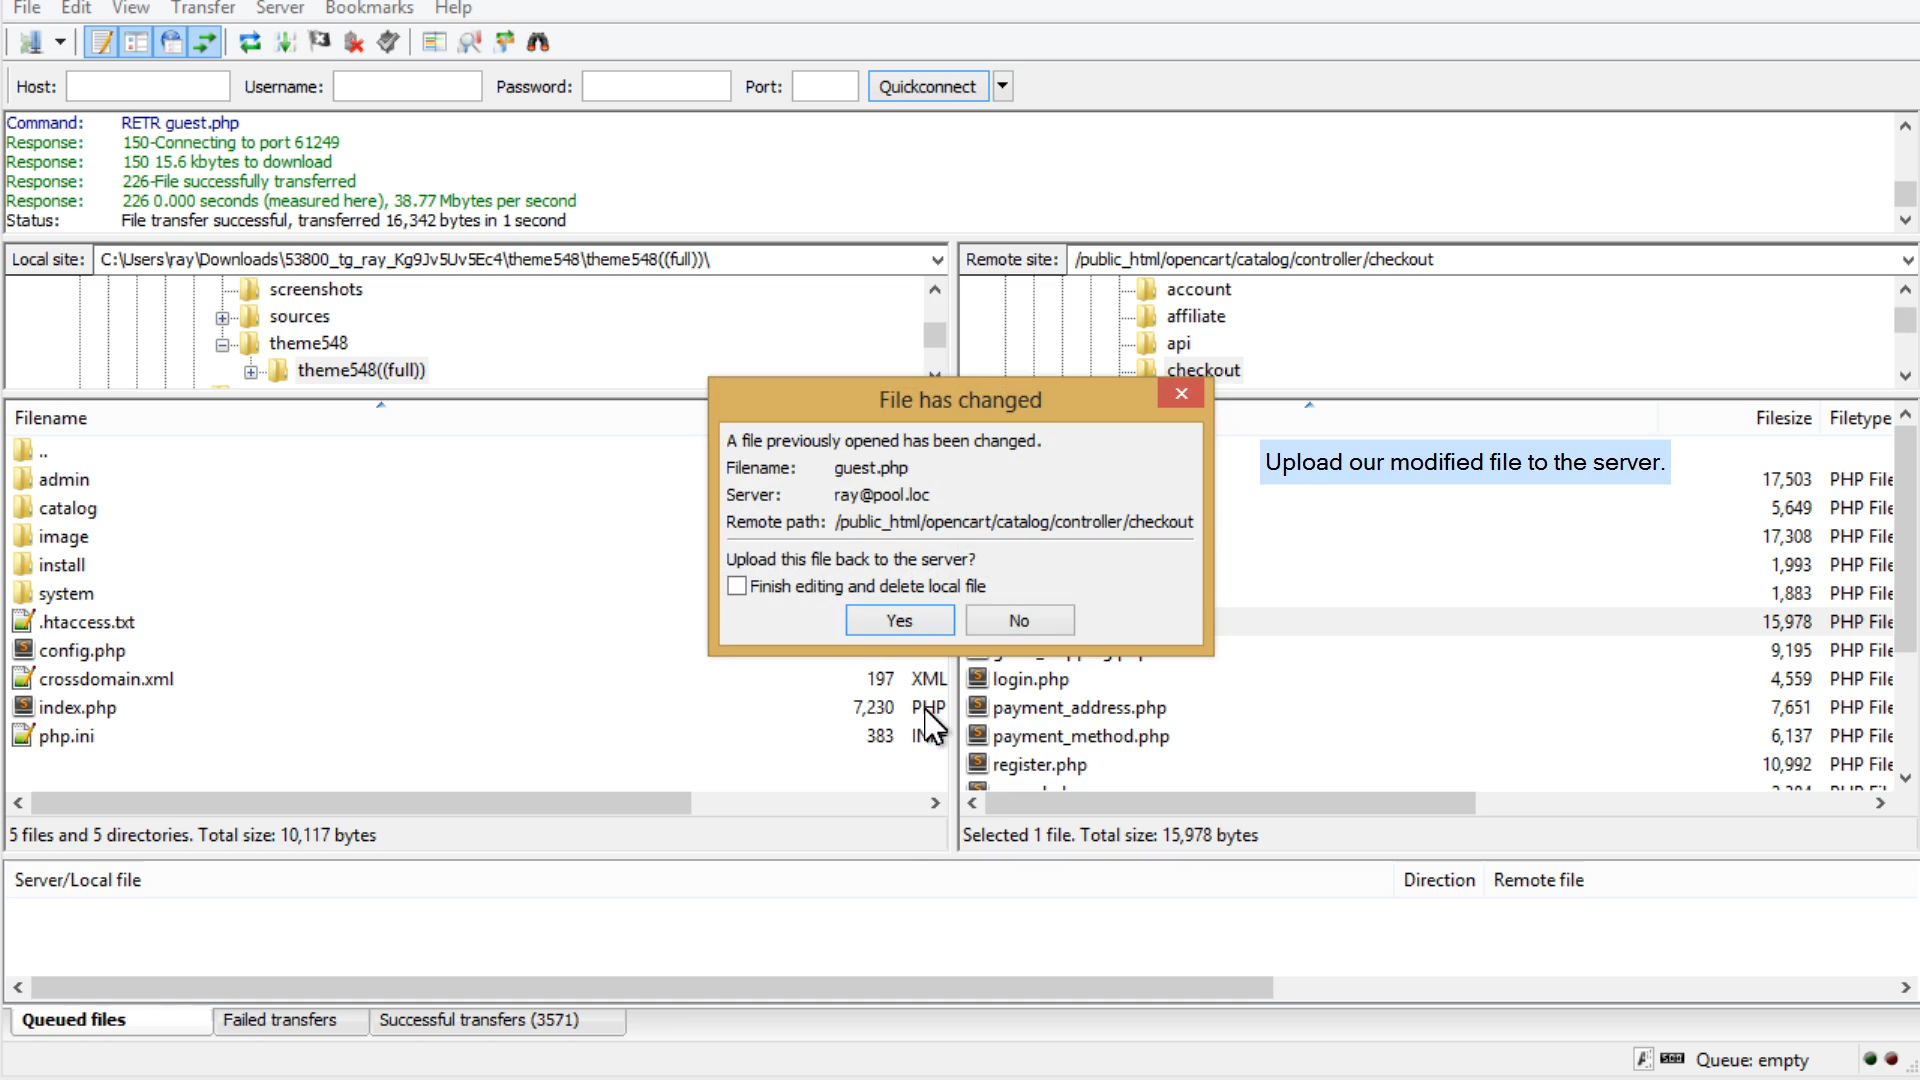 File Edit View Transfer Server Bookmarks Help
Host: Username: Password: Port: Quickconnect
Command: RETR guest.php
Response: 150-Connecting to port 61249
Response: 150 15.6 kbytes to download
Response: 226-File successfully transferred
Response: 226 0.000 seconds (measured here), 38.77 Mbytes per second
Status: File transfer successful, transferred 16,342 bytes in 1 second
Local site: C:\Users\ray\Downloads\53800_tg_ray_Kg9Jv5Uv5Ec4\theme548\theme548((full))\
screenshots
sources
theme548
theme548((full))
Remote site: /public_html/opencart/catalog/controller/checkout
account
affiliate
api
checkout
Filename
..
admin
catalog
image
install
system
.htaccess.txt
config.php
crossdomain.xml 197 XML
index.php 7,230 PHP
php.ini 383
5 files and 5 directories. Total size: 10,117 bytes
File has changed
A file previously opened has been changed.
Filename: guest.php
Server: ray@pool.loc
Remote path: /public_html/opencart/catalog/controller/checkout
Upload this file back to the server?
Finish editing and delete local file
Yes No
Filesize Filetype
Upload our modified file to the server.
17,503 PHP File
5,649 PHP File
17,308 PHP File
1,993 PHP File
1,883 PHP File
15,978 PHP File
9,195 PHP File
login.php 4,559 PHP File
payment_address.php 7,651 PHP File
payment_method.php 6,137 PHP File
register.php 10,992 PHP File
Selected 1 file. Total size: 15,978 bytes
Server/Local file Direction Remote file
Queued files Failed transfers Successful transfers (3571)
Queue: empty